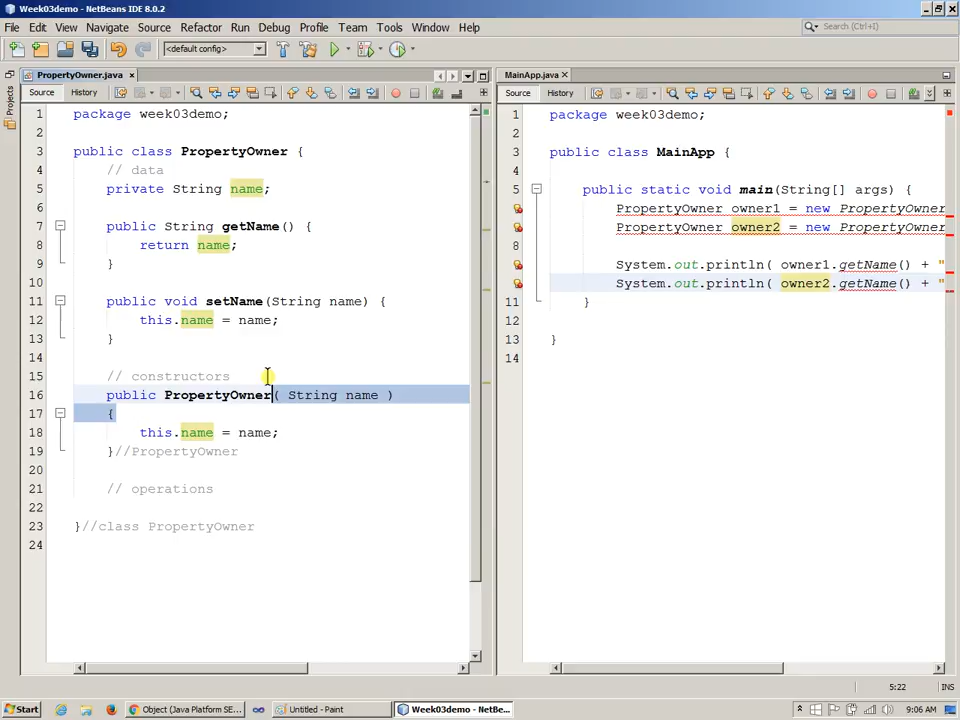 Week03demo - NetBeans IDE 8.0.2
File Edit View Navigate Source Refactor Run Debug Profile Team Tools Window Help
<default config>
Search (Ctrl+I)
Projects
PropertyOwner.java
Source History
1 package week03demo;
2
3 public class PropertyOwner {
4 // data
5 private String name;
6
7 public String getName() {
8 return name;
9 }
10
11 public void setName(String name) {
12 this.name = name;
13 }
14
15 // constructors
16 public PropertyOwner( String name )
17 {
18 this.name = name;
19 }//PropertyOwner
20
21 // operations
22
23 }//class PropertyOwner
24
MainApp.java
Source History
1 package week03demo;
2
3 public class MainApp {
4
5 public static void main(String[] args) {
PropertyOwner owner1 = new PropertyOwner
PropertyOwner owner2 = new PropertyOwner
8
System.out.println( owner1.getName() + "
System.out.println( owner2.getName() + "
11 }
12
13 }
14
5:22 INS
Start
Object (Java Platform SE...
Untitled - Paint
Week03demo - NetBe...
9:06 AM